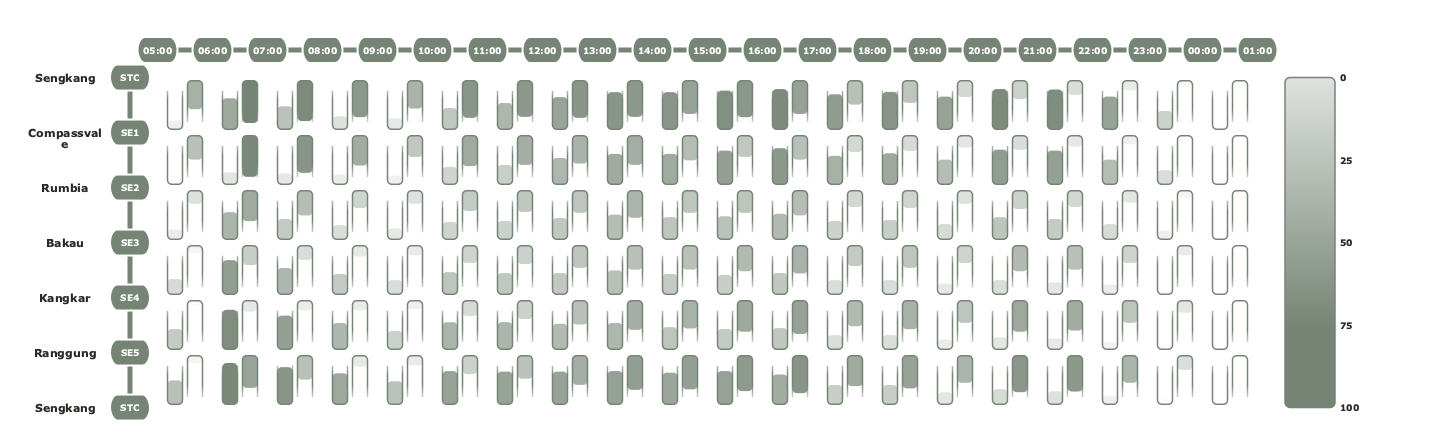 05:00 06:00 07:00 08:00 09:00 10:00 11:00 12:00 13:00 14:00 15:00 16:00 17:00 18:00 19:00 20:00 21:00 22:00 23:00 00:00 01:00
Sengkang STC
Compassval
e
SE1
Rumbia SE2
Bakau SE3
Kangkar SE4
Ranggung SE5
Sengkang STC
0
25
50
75
100